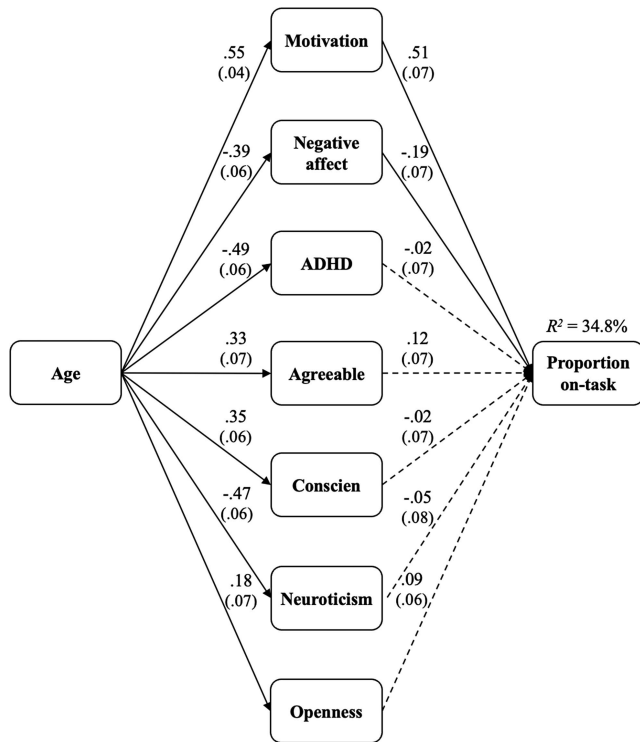 Motivation
.55
(.04)
.51
(.07)
Negative
affect
-.39
(.06)
-.19
(.07)
ADHD
-.49
(.06)
-.02
(.07)
R² = 34.8%
Age
.33
(.07)
Agreeable
.12
(.07)
Proportion
on-task
.35
(.06)
Conscien
-.02
(.07)
-.47
(.06)
-.05
(.08)
.18
(.07)
Neuroticism
.09
(.06)
Openness